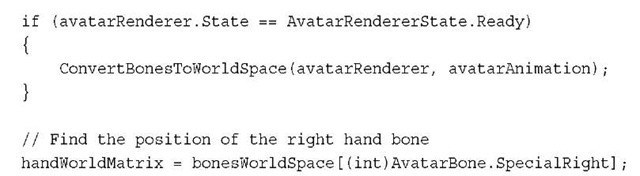 if (avatarRenderer.State == AvatarRendererState.Ready)
{
    ConvertBonesToWorldSpace(avatarRenderer, avatarAnimation);
}

// Find the position of the right hand bone
handWorldMatrix = bonesWorldSpace[(int)AvatarBone.SpecialRight];